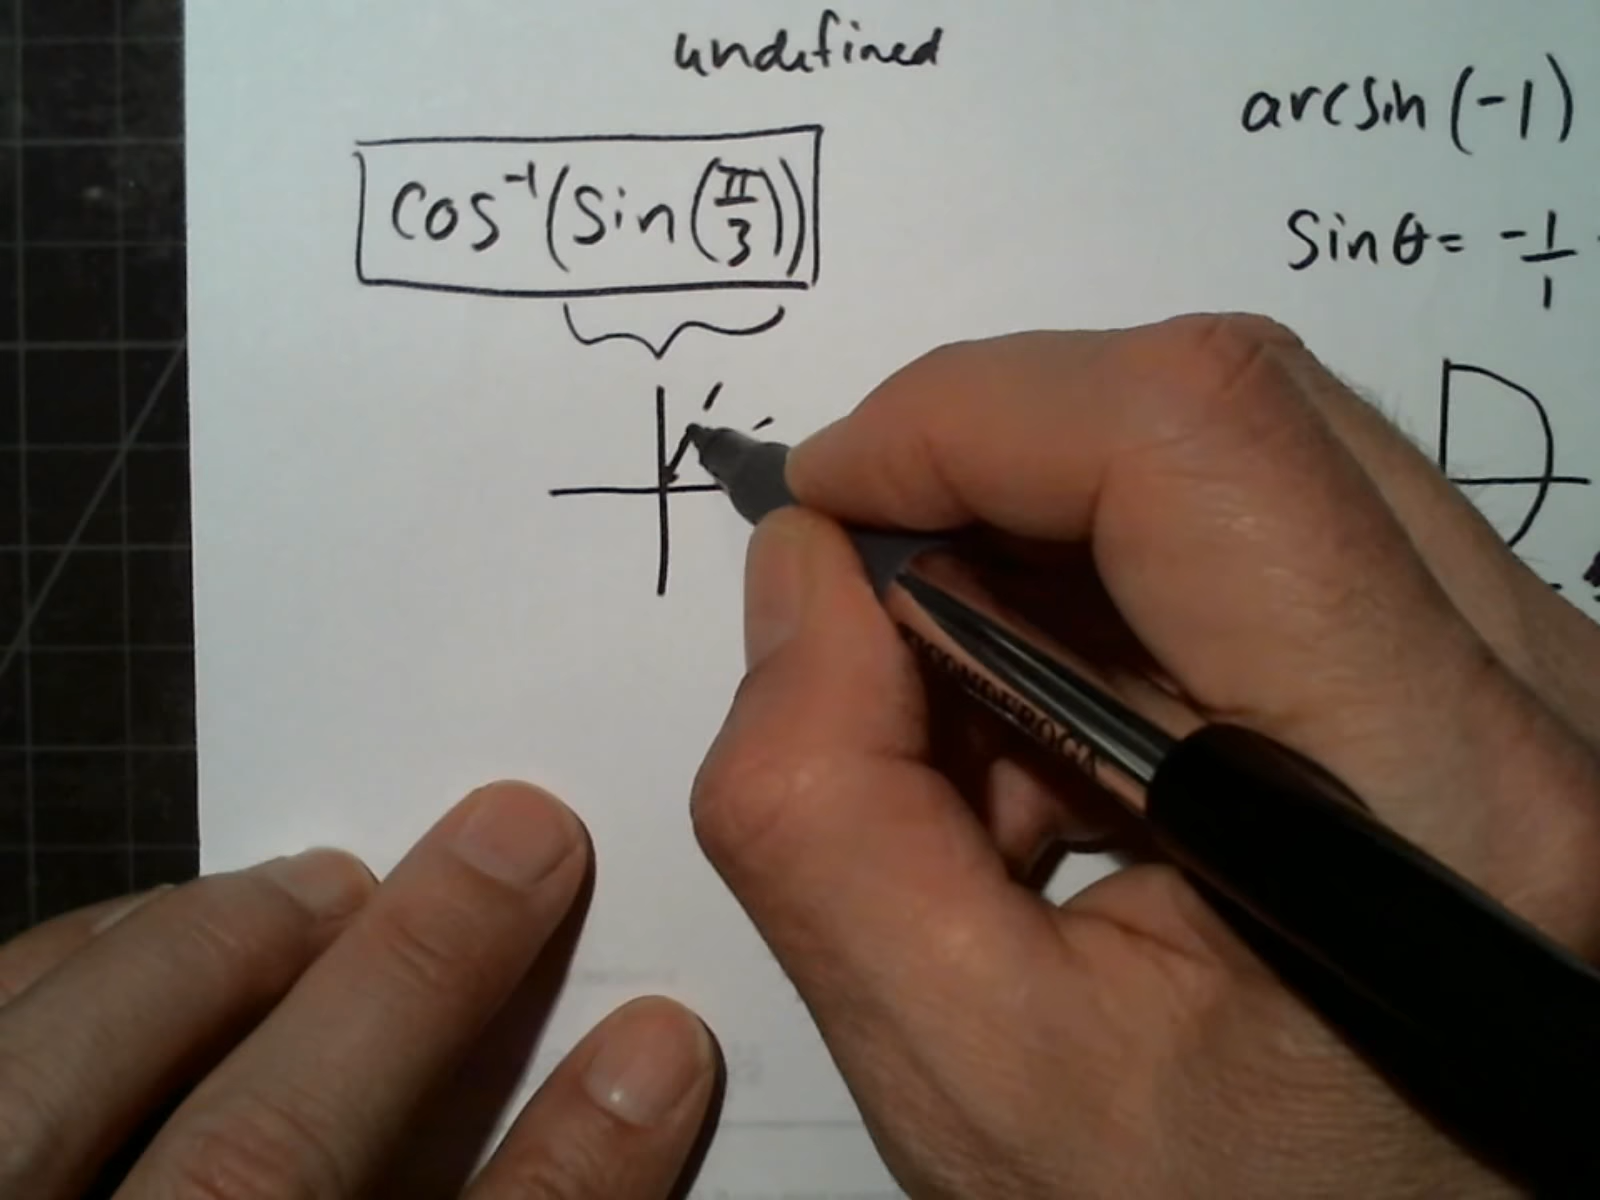 undefined
cos⁻¹(sin(π/3))
arcsin(-1)
sinθ = -1/1